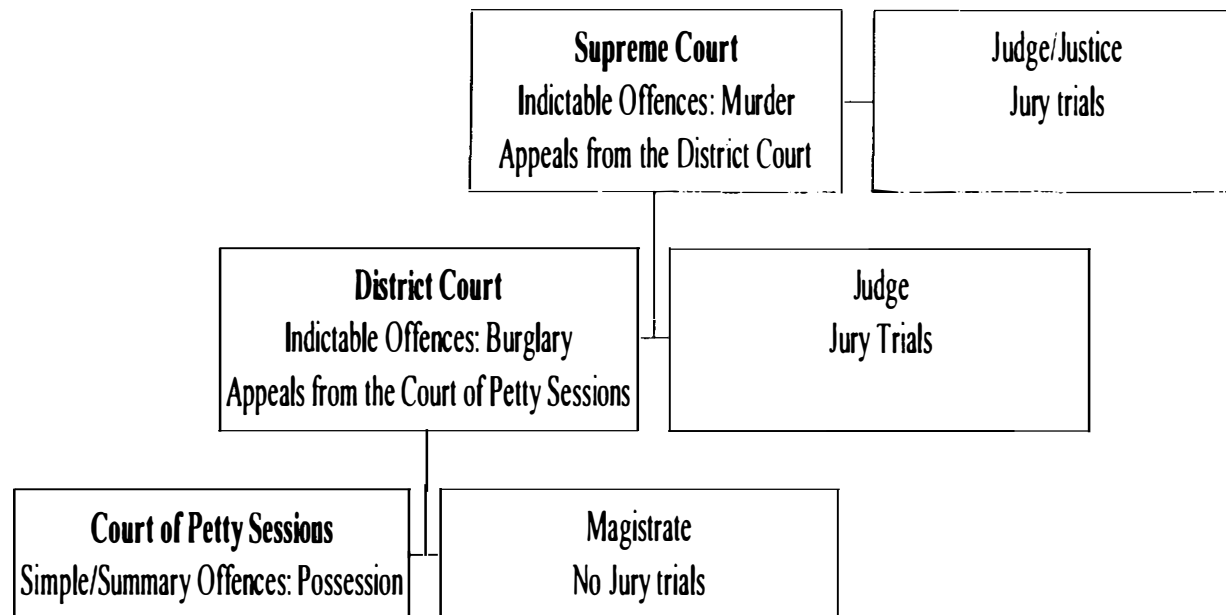 Supreme Court
Indictable Offences: Murder
Appeals from the District Court
Judge/Justice
Jury trials
District Court
Indictable Offences: Burglary
Appeals from the Court of Petty Sessions
Judge
Jury Trials
Court of Petty Sessions
Simple/Summary Offences: Possession
Magistrate
No Jury trials